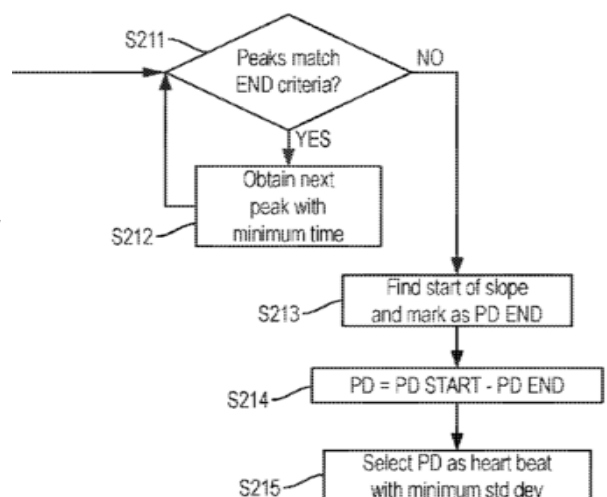 S211
Peaks match
END criteria?
NO
YES
Obtain next
peak with
minimum time
S212
Find start of slope
and mark as PD END
S213
PD = PD START - PD END
S214
Select PD as heart beat
with minimum std dev
S215